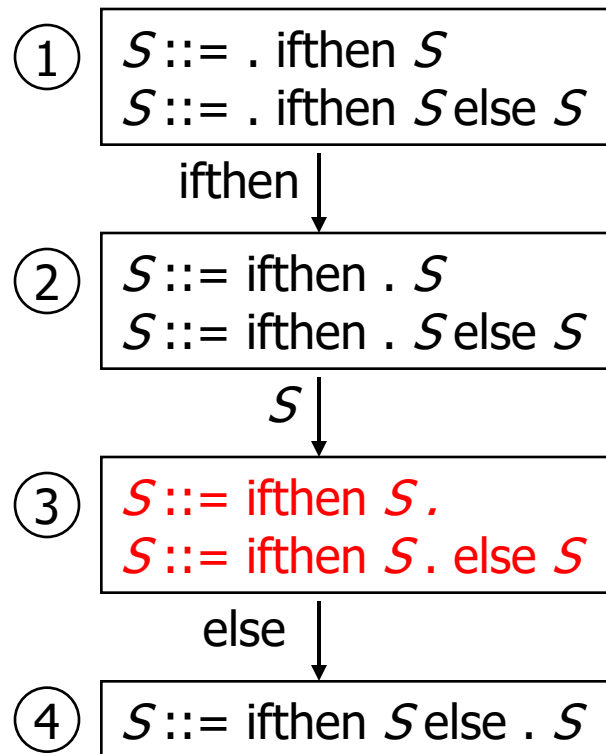 1
S ::= . ifthen S
S ::= . ifthen S else S
ifthen
2
S ::= ifthen . S
S ::= ifthen . S else S
S
3
S ::= ifthen S .
S ::= ifthen S . else S
else
4
S ::= ifthen S else . S